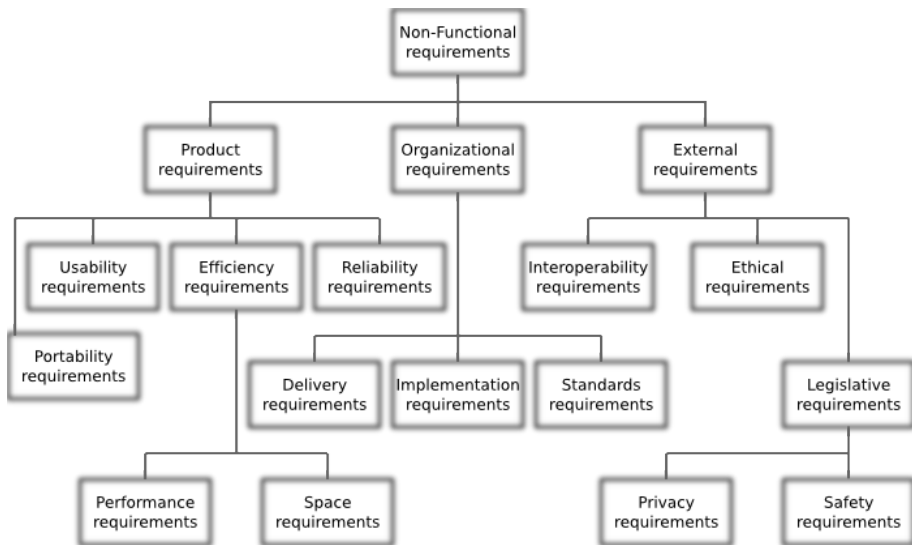 Non-Functional
requirements
Product
requirements
Organizational
requirements
External
requirements
Usability
requirements
Efficiency
requirements
Reliability
requirements
Interoperability
requirements
Ethical
requirements
Portability
requirements
Delivery
requirements
Implementation
requirements
Standards
requirements
Legislative
requirements
Performance
requirements
Space
requirements
Privacy
requirements
Safety
requirements